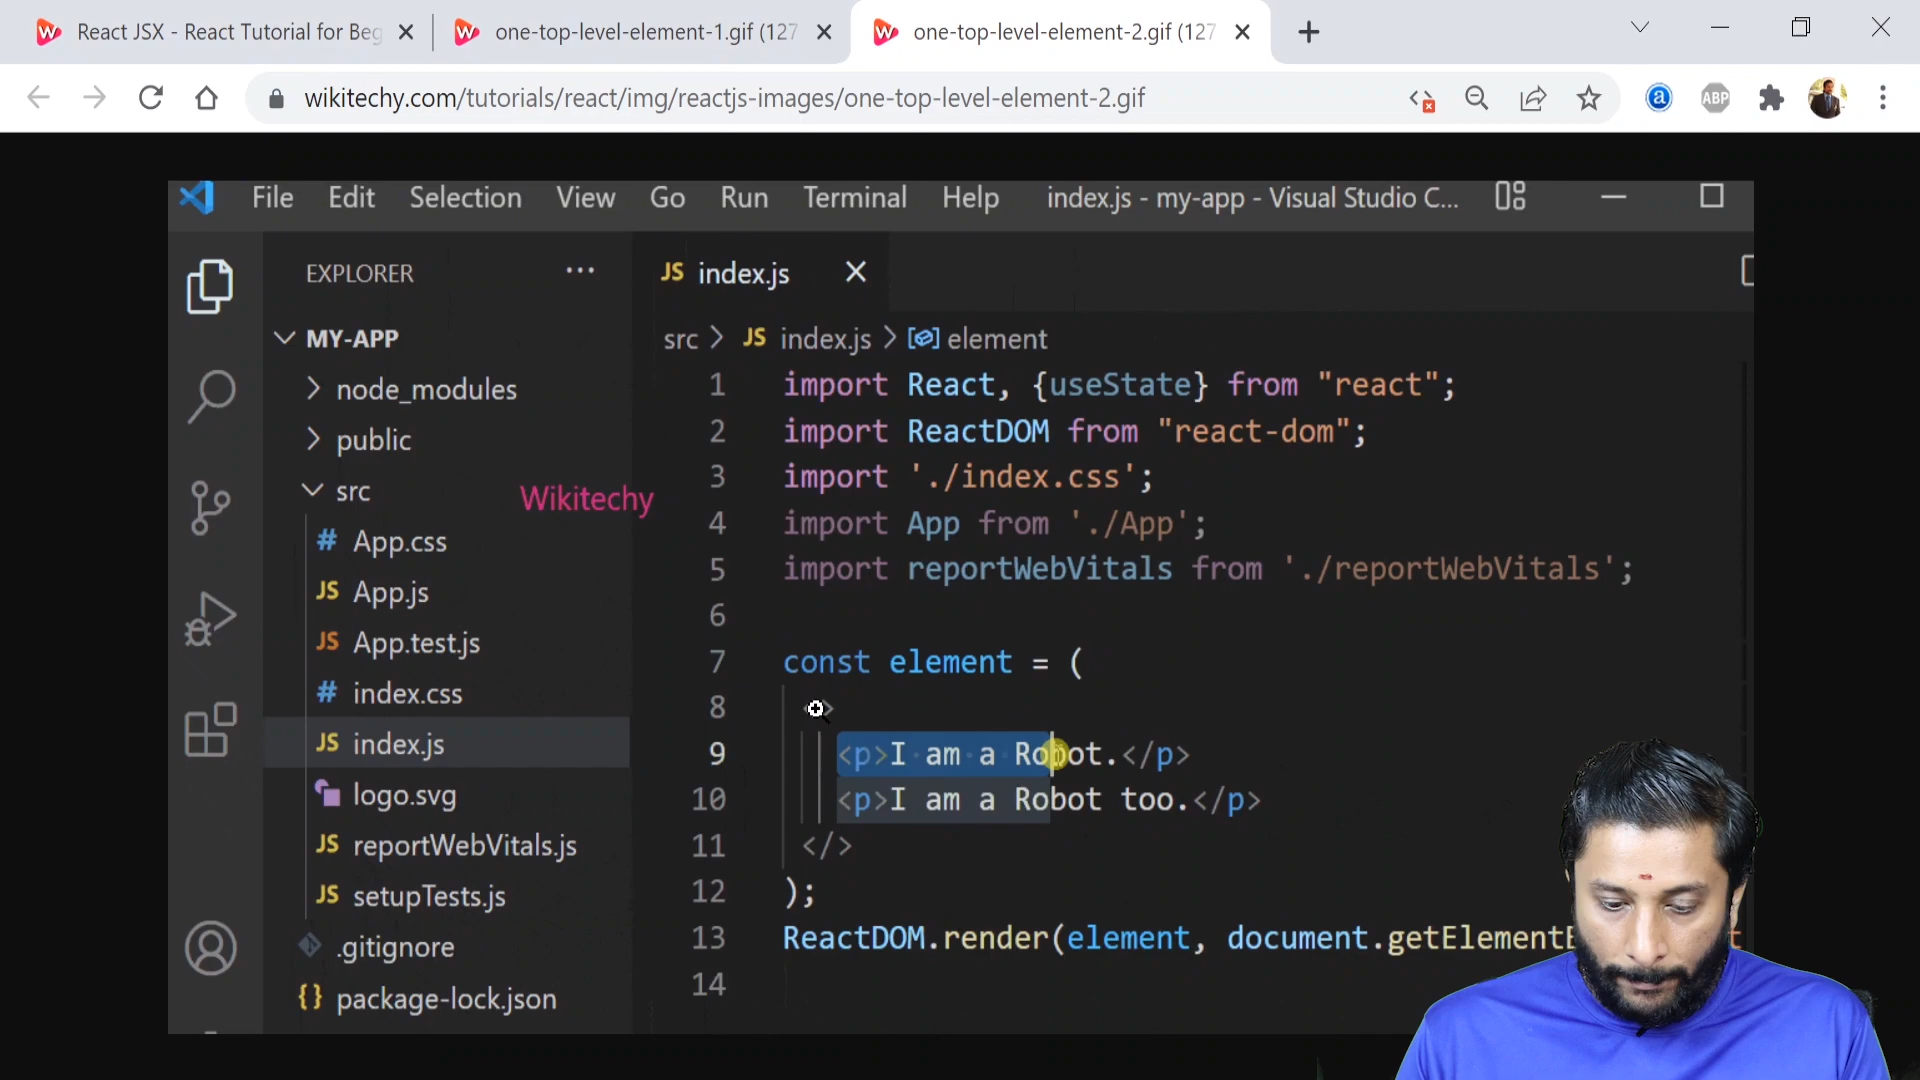 React JSX - React Tutorial for Beg
one-top-level-element-1.gif (127
one-top-level-element-2.gif (127
wikitechy.com/tutorials/react/img/reactjs-images/one-top-level-element-2.gif
ABP
File Edit Selection View Go Run Terminal Help index.js - my-app - Visual Studio C...
EXPLORER ...
JS index.js
MY-APP
src > JS index.js > element
node_modules
public
src
# App.css
JS App.js
JS App.test.js
# index.css
JS index.js
logo.svg
JS reportWebVitals.js
JS setupTests.js
.gitignore
{} package-lock.json
Wikitechy
1 import React, {useState} from "react";
2 import ReactDOM from "react-dom";
3 import './index.css';
4 import App from './App';
5 import reportWebVitals from './reportWebVitals';
6
7 const element = (
8 <>
9 <p>I am a Robot.</p>
10 <p>I am a Robot too.</p>
11 </>
12 );
13 ReactDOM.render(element, document.getElement
14